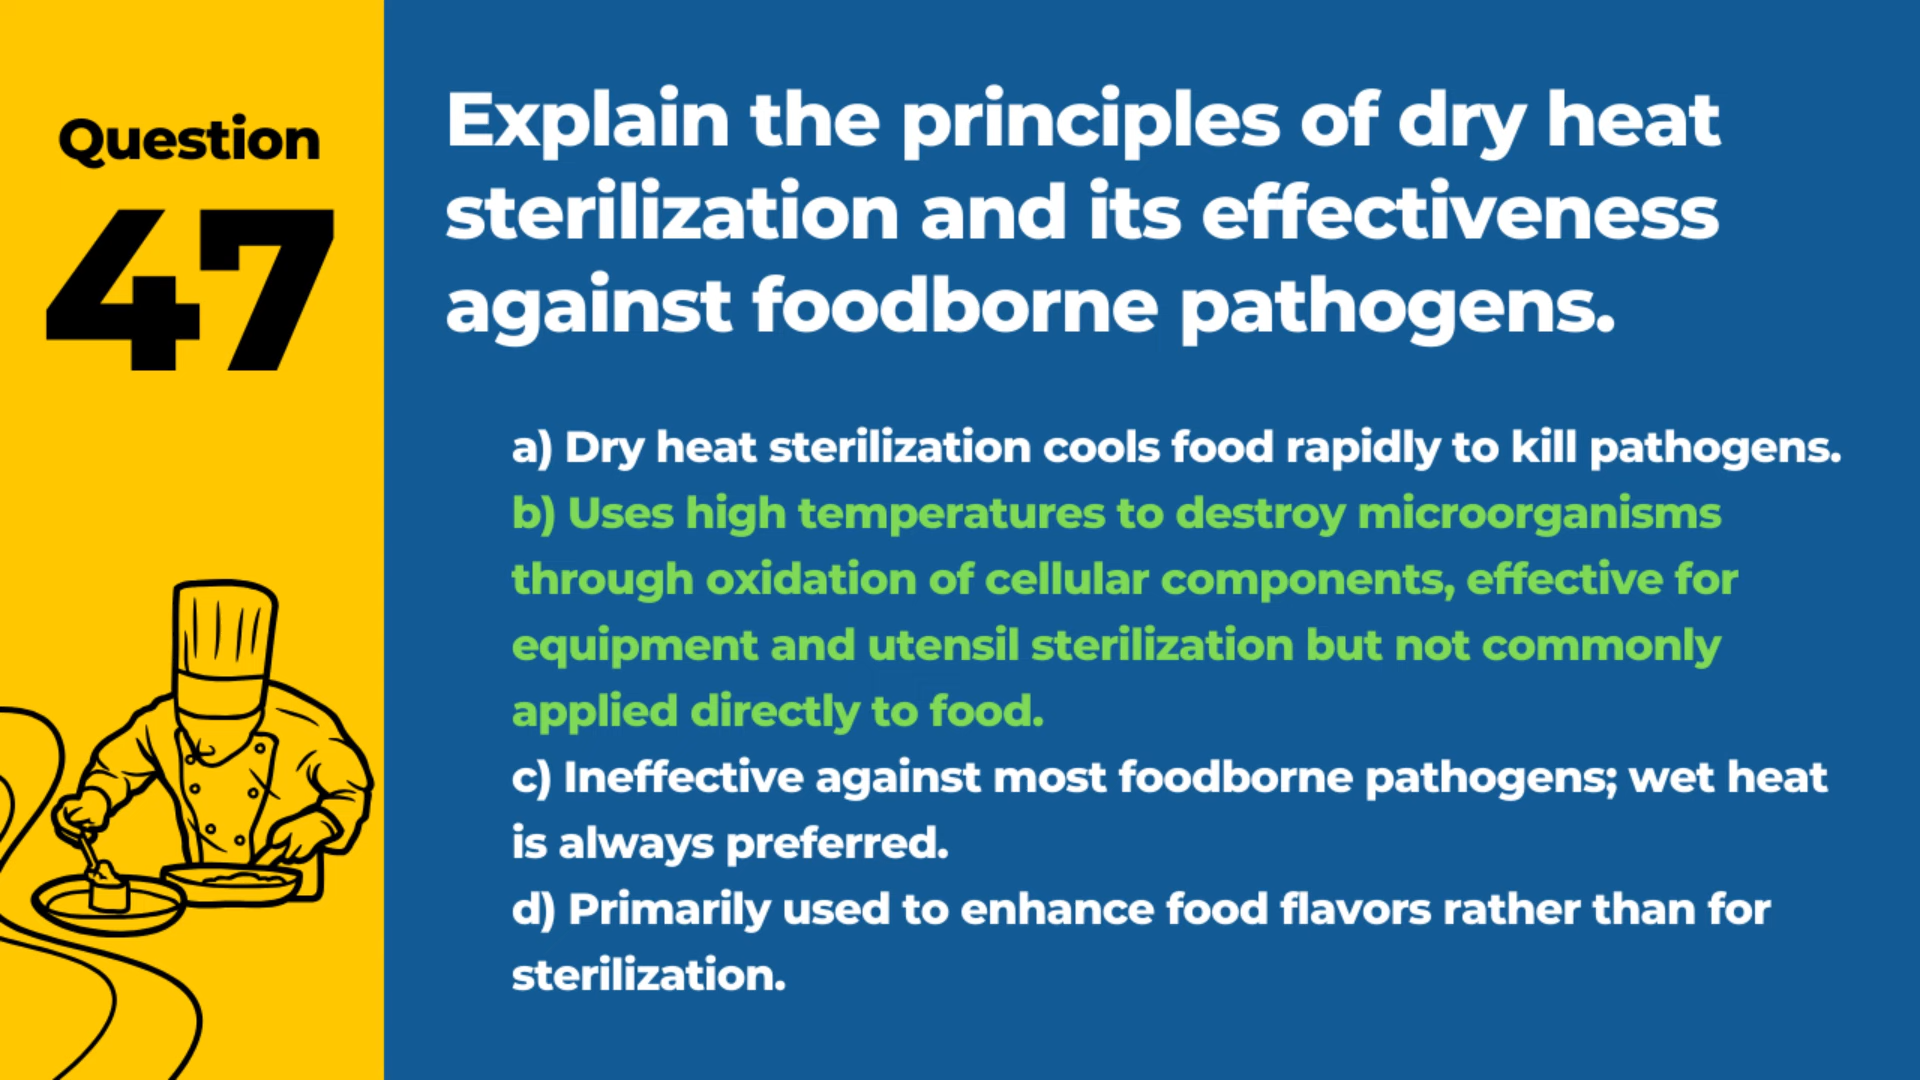 Question
47
Explain the principles of dry heat
sterilization and its effectiveness
against foodborne pathogens.
a) Dry heat sterilization cools food rapidly to kill pathogens.
b) Uses high temperatures to destroy microorganisms
through oxidation of cellular components, effective for
equipment and utensil sterilization but not commonly
applied directly to food.
c) Ineffective against most foodborne pathogens; wet heat
is always preferred.
d) Primarily used to enhance food flavors rather than for
sterilization.